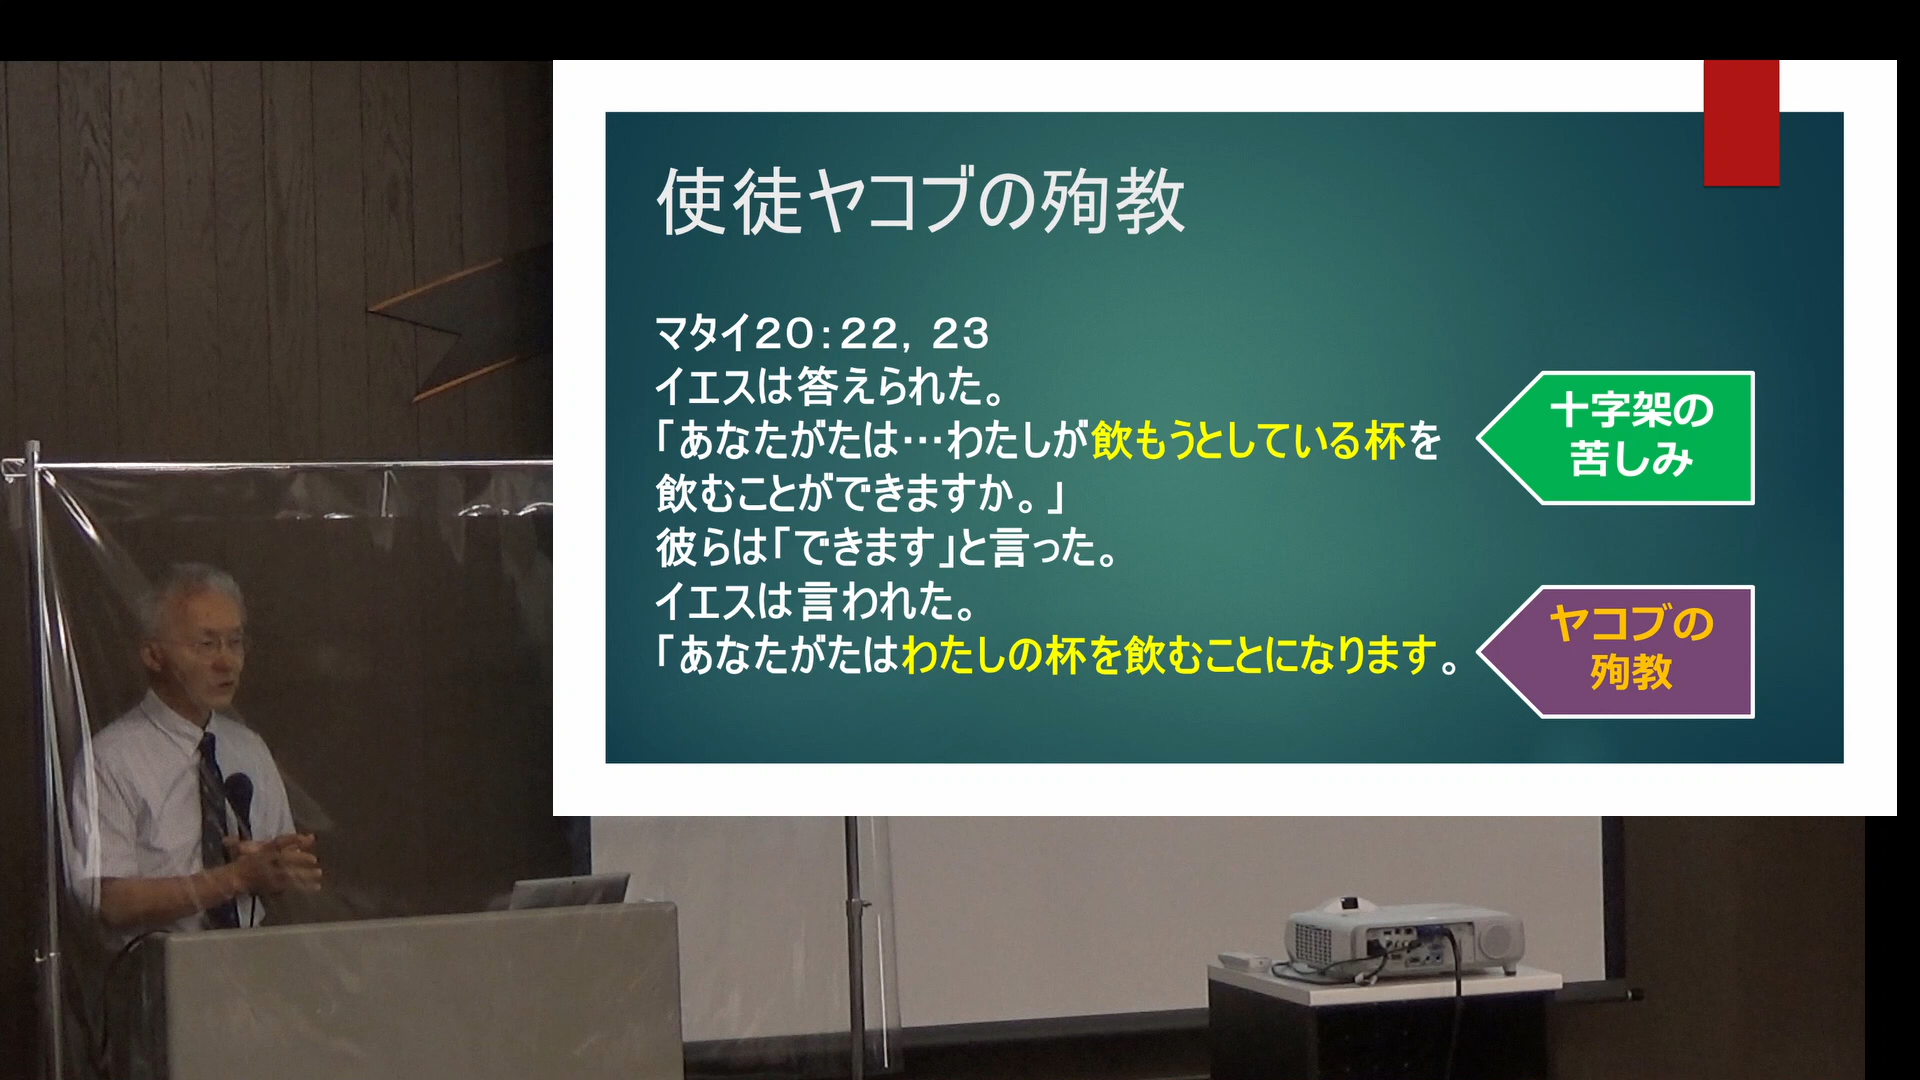 使徒ヤコブの殉教
マタイ２０：２２，２３
イエスは答えられた。
「あなたがたは…わたしが飲もうとしている杯を
飲むことができますか。」
彼らは「できます」と言った。
イエスは言われた。
「あなたがたはわたしの杯を飲むことになります。
十字架の
苦しみ
ヤコブの
殉教